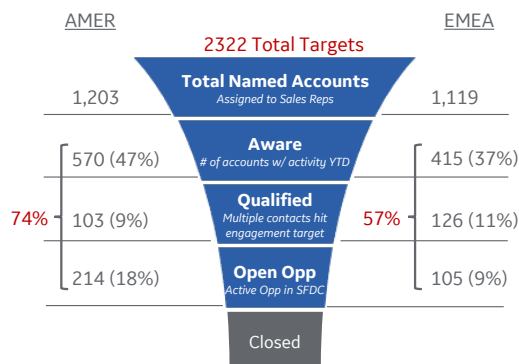 AMER
EMEA
2322 Total Targets
Total Named Accounts
Assigned to Sales Reps
1,203
1,119
Aware
# of accounts w/ activity YTD
570 (47%)
415 (37%)
Qualified
Multiple contacts hit
engagement target
74%
103 (9%)
57%
126 (11%)
Open Opp
Active Opp in SFDC
214 (18%)
105 (9%)
Closed